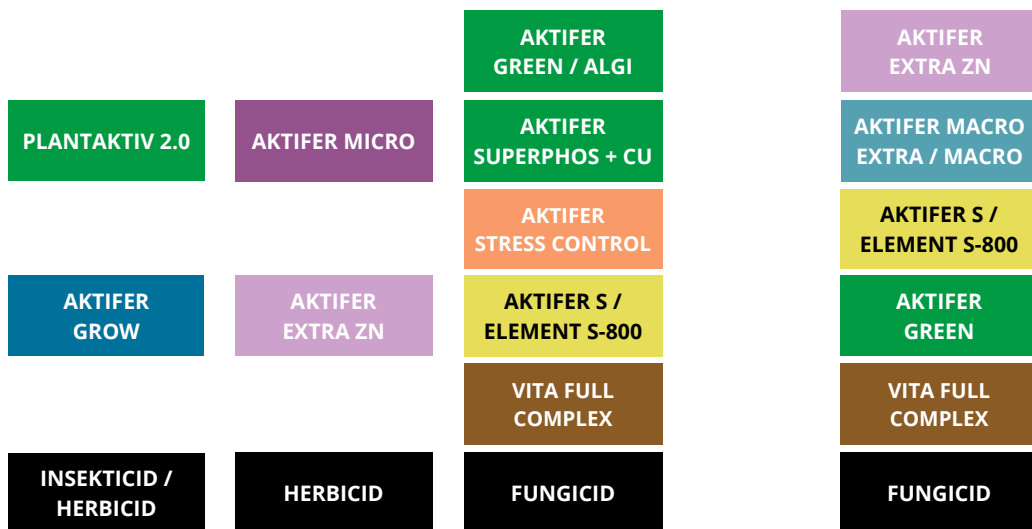 AKTIFER
GREEN / ALGI
AKTIFER
EXTRA ZN
PLANTAKTIV 2.0
AKTIFER MICRO
AKTIFER
SUPERPHOS + CU
AKTIFER MACRO
EXTRA / MACRO
AKTIFER
STRESS CONTROL
AKTIFER S /
ELEMENT S-800
AKTIFER
GROW
AKTIFER
EXTRA ZN
AKTIFER S /
ELEMENT S-800
AKTIFER
GREEN
VITA FULL
COMPLEX
VITA FULL
COMPLEX
INSEKTICID /
HERBICID
HERBICID
FUNGICID
FUNGICID